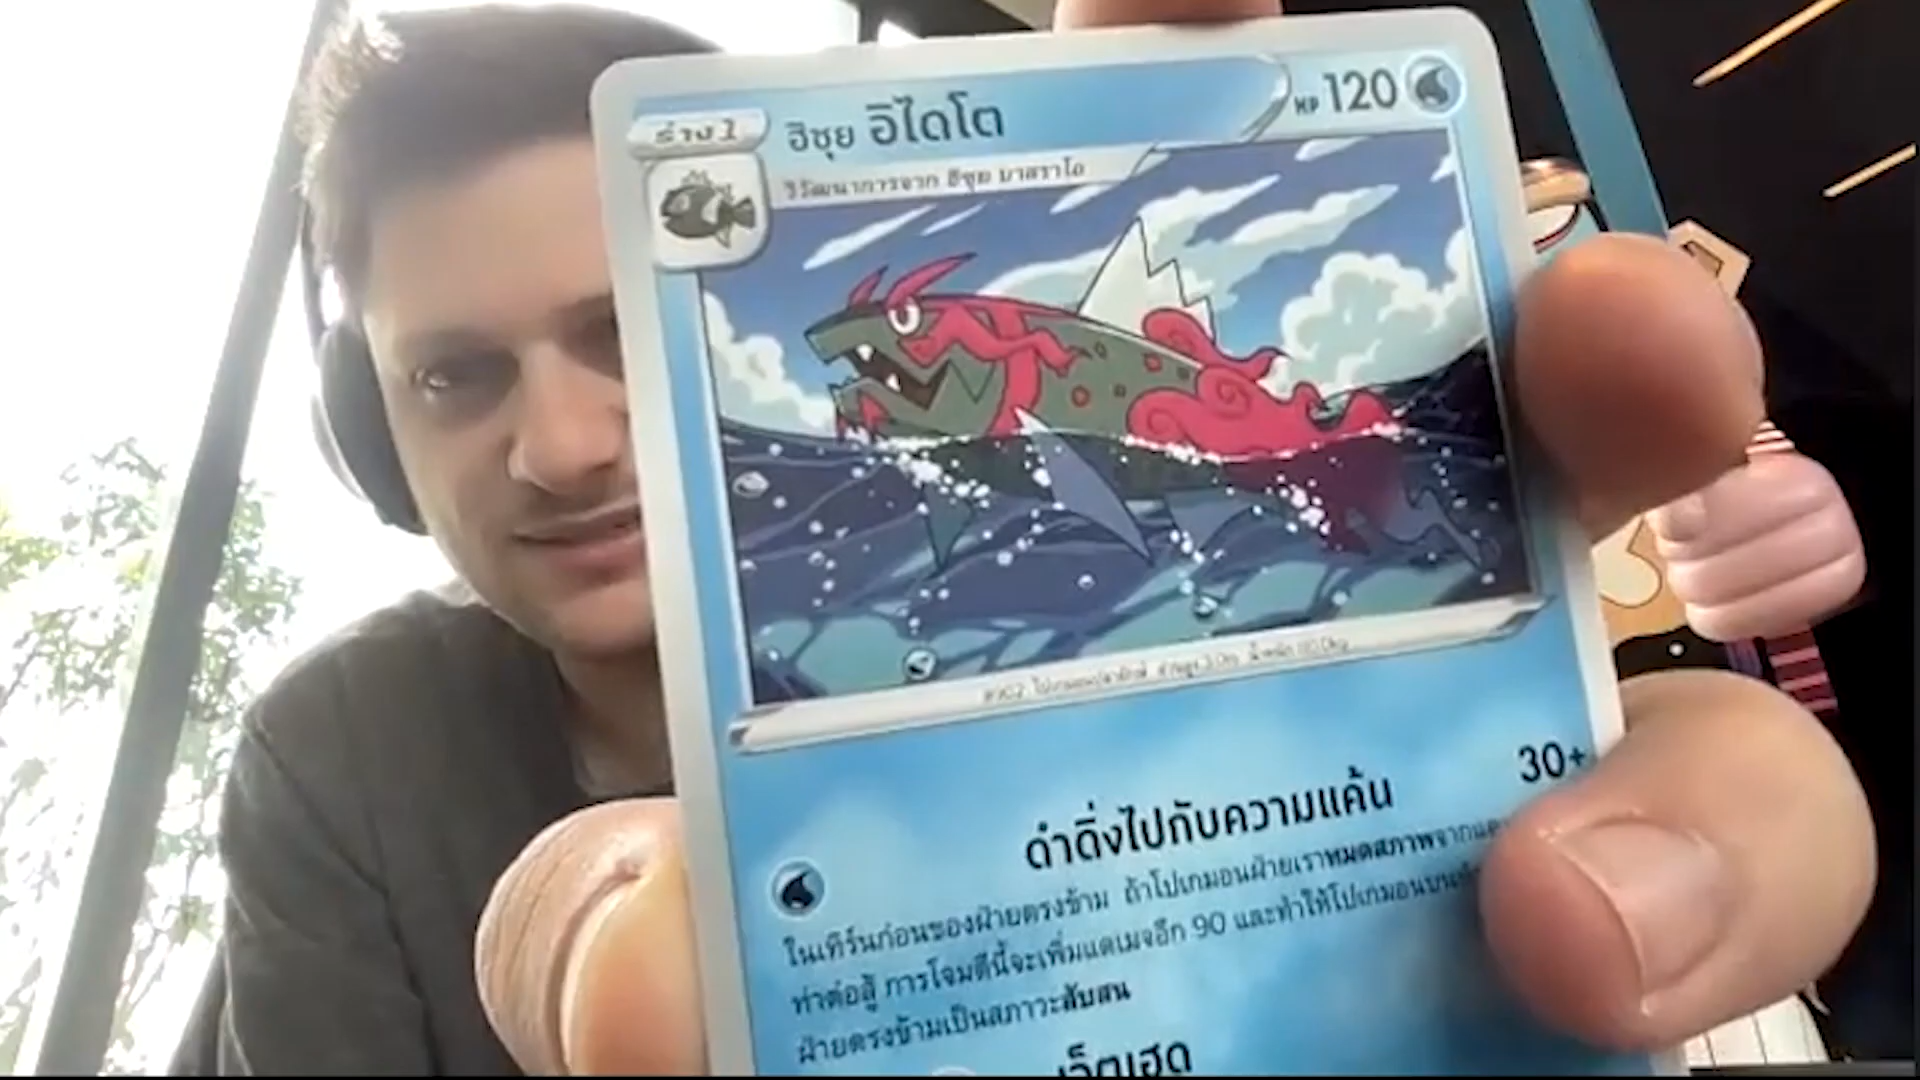 ร่าง 1
ฮิซุย อิไดโต
HP 120
วิวัฒนาการจาก ฮิซุย บาสราโอ
ดำดิ่งไปกับความแค้น 30+
ในเทิร์นก่อนของฝ่ายตรงข้าม ถ้าโปเกมอนฝ่ายเราหมดสภาพจาก
ท่าต่อสู้ การโจมตีนี้จะเพิ่มแดเมจอีก 90 และทำให้โปเกมอนบน
ฝ่ายตรงข้ามเป็นสภาวะสับสน
เจ็ตเฮด